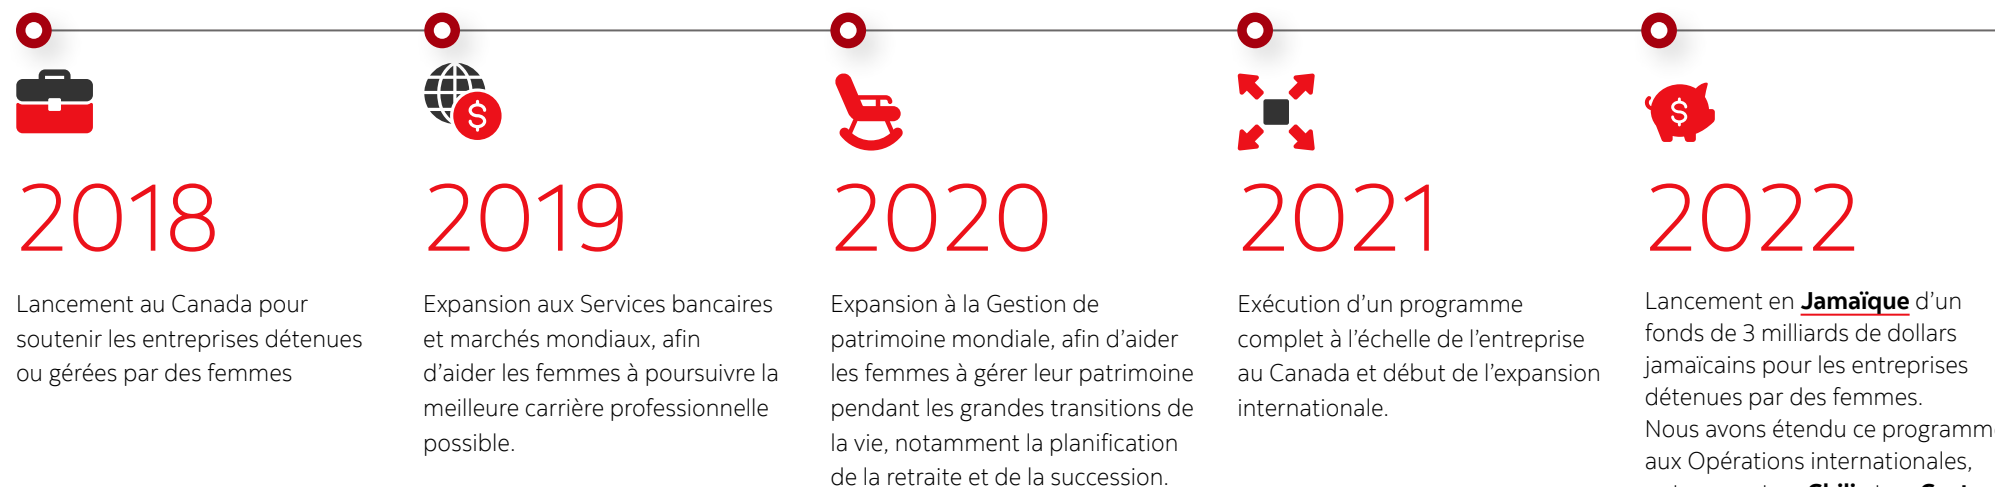 2018
Lancement au Canada pour
soutenir les entreprises détenues
ou gérées par des femmes
2019
Expansion aux Services bancaires
et marchés mondiaux, afin
d’aider les femmes à poursuivre la
meilleure carrière professionnelle
possible.
2020
Expansion à la Gestion de
patrimoine mondiale, afin d’aider
les femmes à gérer leur patrimoine
pendant les grandes transitions de
la vie, notamment la planification
de la retraite et de la succession.
2021
Exécution d’un programme
complet à l’échelle de l’entreprise
au Canada et début de l’expansion
internationale.
2022
Lancement en Jamaïque d’un
fonds de 3 milliards de dollars
jamaïcains pour les entreprises
détenues par des femmes.
Nous avons étendu ce programme
aux Opérations internationales,